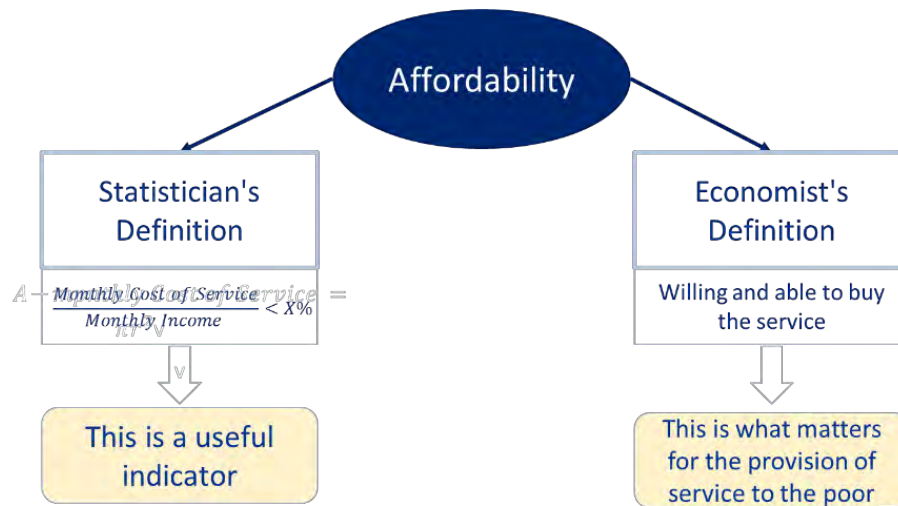 Affordability
Statistician's
Definition
Monthly Cost of Service
Monthly Income
< X%
This is a useful
indicator
Economist's
Definition
Willing and able to buy
the service
This is what matters
for the provision of
service to the poor